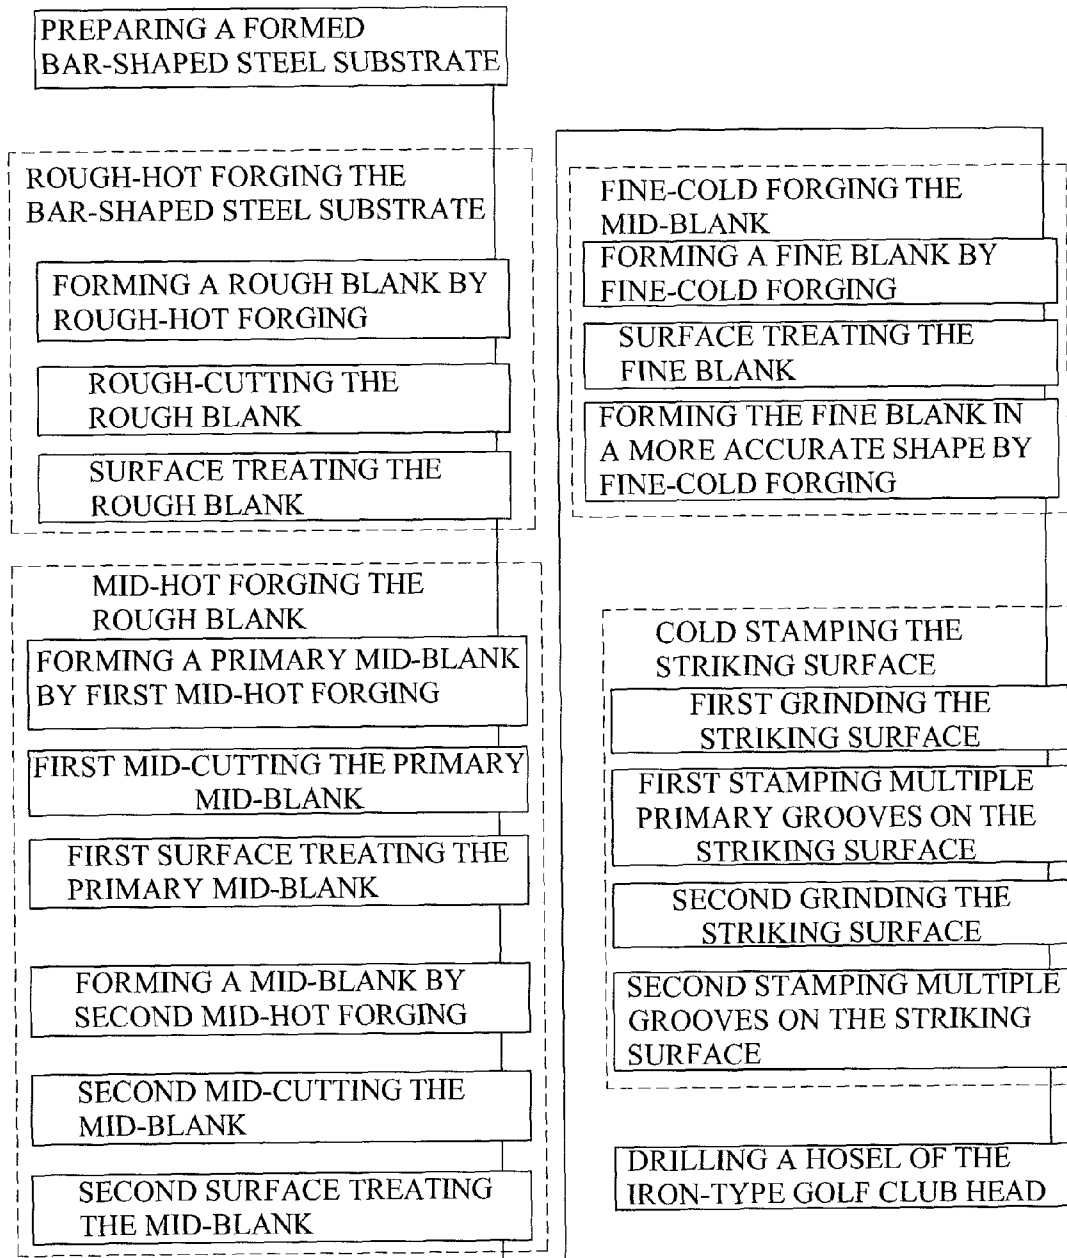 PREPARING A FORMED
BAR-SHAPED STEEL SUBSTRATE
ROUGH-HOT FORGING THE
BAR-SHAPED STEEL SUBSTRATE
FORMING A ROUGH BLANK BY
ROUGH-HOT FORGING
ROUGH-CUTTING THE
ROUGH BLANK
SURFACE TREATING THE
ROUGH BLANK
MID-HOT FORGING THE
ROUGH BLANK
FORMING A PRIMARY MID-BLANK
BY FIRST MID-HOT FORGING
FIRST MID-CUTTING THE PRIMARY
MID-BLANK
FIRST SURFACE TREATING THE
PRIMARY MID-BLANK
FORMING A MID-BLANK BY
SECOND MID-HOT FORGING
SECOND MID-CUTTING THE
MID-BLANK
SECOND SURFACE TREATING
THE MID-BLANK
FINE-COLD FORGING THE
MID-BLANK
FORMING A FINE BLANK BY
FINE-COLD FORGING
SURFACE TREATING THE
FINE BLANK
FORMING THE FINE BLANK IN
A MORE ACCURATE SHAPE BY
FINE-COLD FORGING
COLD STAMPING THE
STRIKING SURFACE
FIRST GRINDING THE
STRIKING SURFACE
FIRST STAMPING MULTIPLE
PRIMARY GROOVES ON THE
STRIKING SURFACE
SECOND GRINDING THE
STRIKING SURFACE
SECOND STAMPING MULTIPLE
GROOVES ON THE STRIKING
SURFACE
DRILLING A HOSEL OF THE
IRON-TYPE GOLF CLUB HEAD